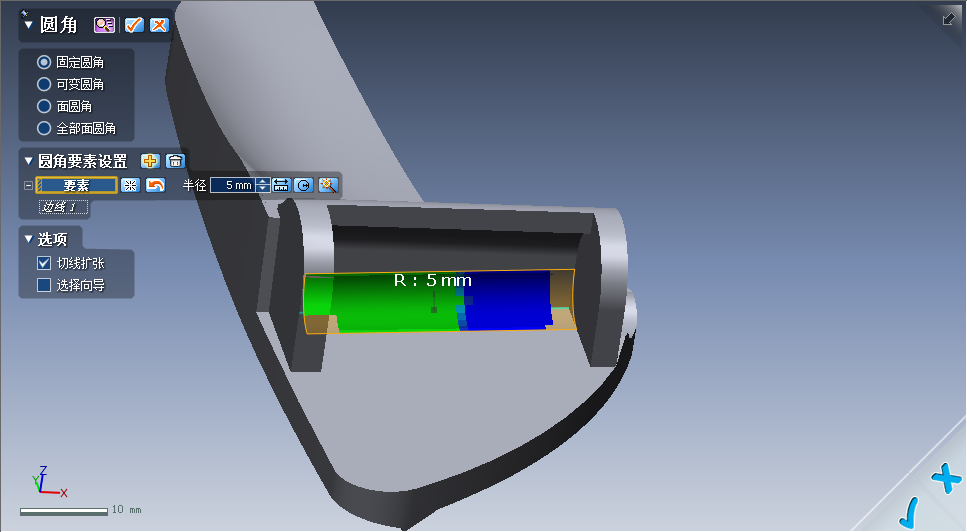 圆角
固定圆角
可变圆角
面圆角
全部面圆角
圆角要素设置
要素 半径 5 mm
边线 1
选项
切线扩张
选择向导
R : 5 mm
Z
Y
X
10 mm